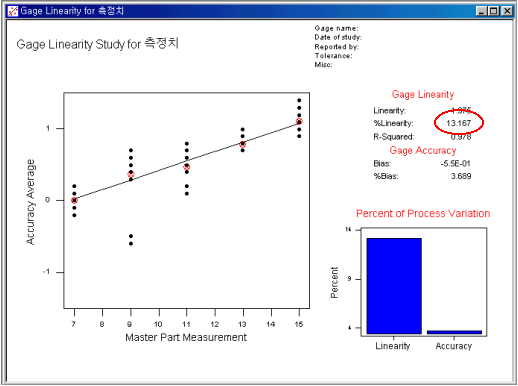 Gage Linearity for 측정치
Gage Linearity Study for 측정치
Gage name:
Date of study:
Reported by:
Tolerance:
Misc:
Gage Linearity
Linearity: 1.975
%Linearity: 13.167
R-Squared: 0.978
Gage Accuracy
Bias: -5.5E-01
%Bias: 3.689
Accuracy Average
1
0
-1
7 8 9 10 11 12 13 14 15
Master Part Measurement
Percent of Process Variation
Percent
14
4
Linearity Accuracy